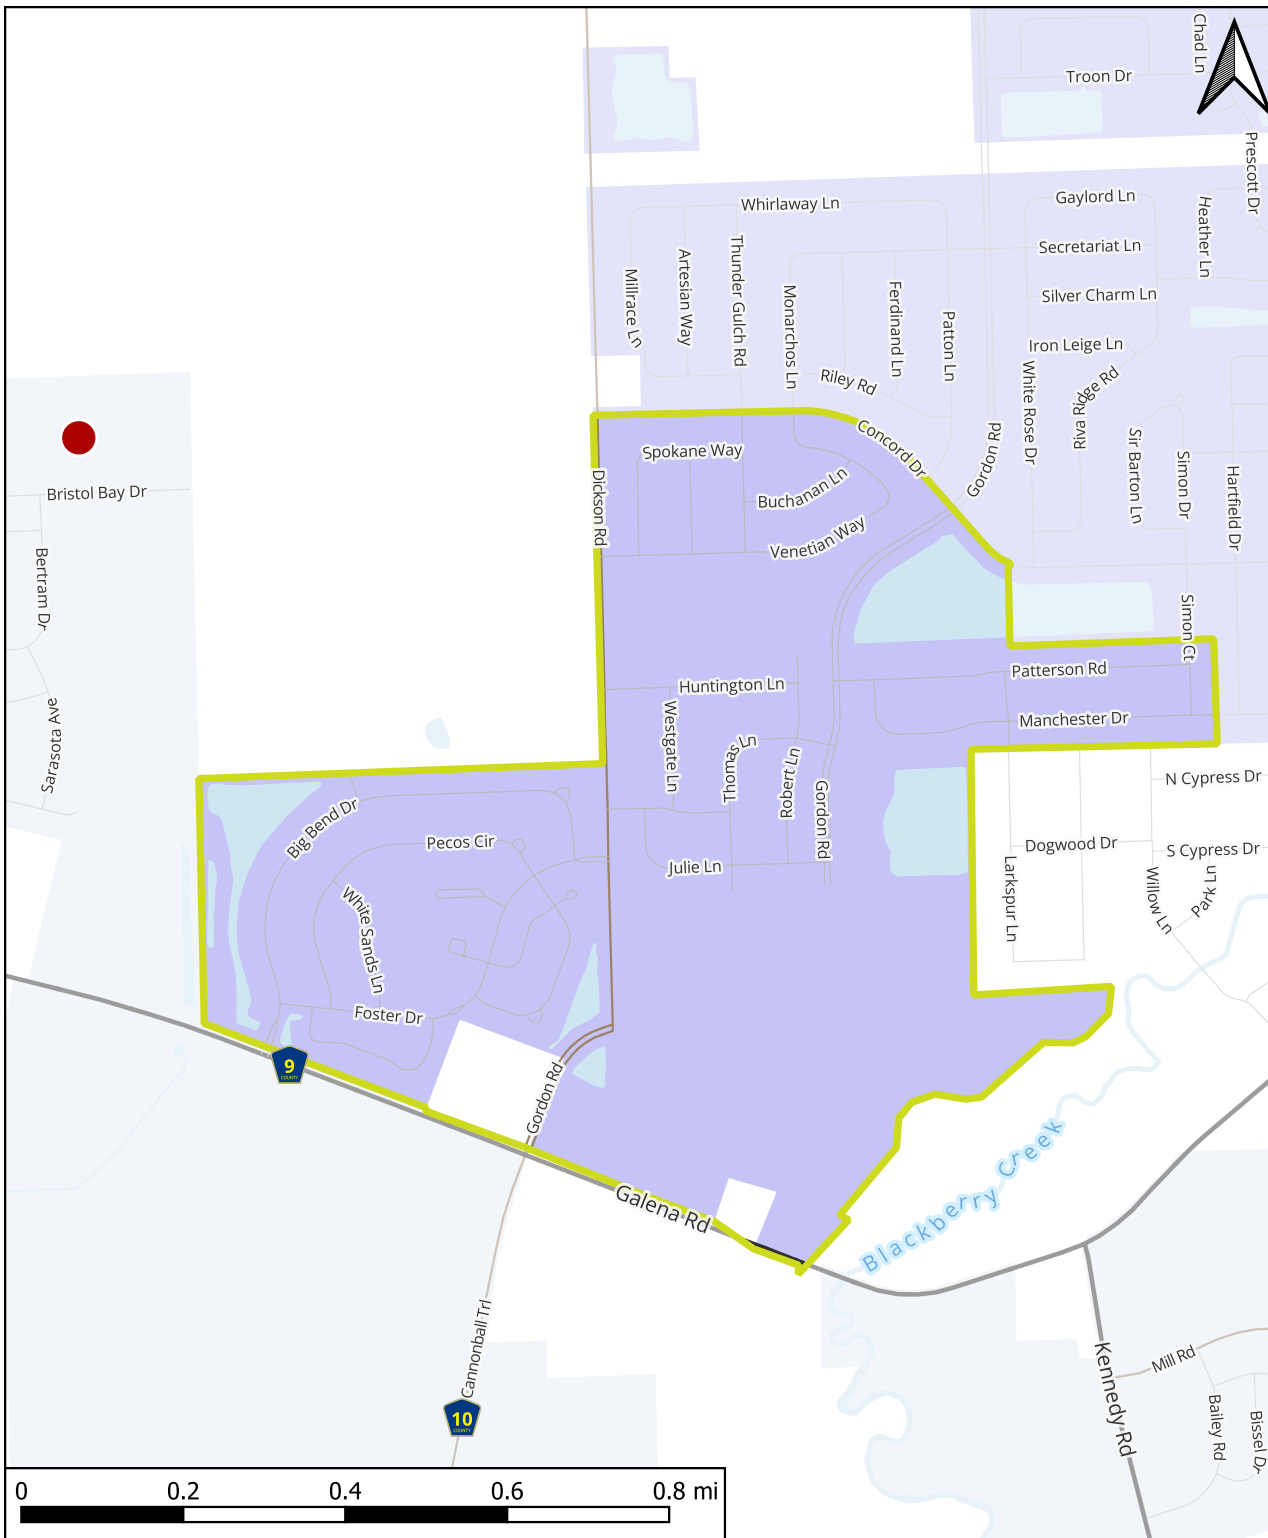 Chad Ln
Troon Dr
Prescott Dr
Whirlaway Ln
Gaylord Ln
Heather Ln
Secretariat Ln
Millrace Ln
Artesian Way
Thunder Gulch Rd
Monarchos Ln
Ferdinand Ln
Patton Ln
Silver Charm Ln
Iron Leige Ln
Riley Rd
White Rose Dr
Riva Ridge Rd
Concord Dr
Gordon Rd
Sir Barton Ln
Simon Dr
Hartfield Dr
Spokane Way
Dickson Rd
Buchanan Ln
Venetian Way
Bristol Bay Dr
Bertram Dr
Simon Ct
Patterson Rd
Huntington Ln
Manchester Dr
Westgate Ln
Thomas Ln
Robert Ln
Gordon Rd
Sarasota Ave
N Cypress Dr
Big Bend Dr
Pecos Cir
Dogwood Dr
S Cypress Dr
Julie Ln
Larkspur Ln
Willow Ln
Park Ln
White Sands Ln
Foster Dr
9
COUNTY
Gordon Rd
Galena Rd
Blackberry Creek
Cannonball Trl
Kennedy Rd
Mill Rd
Bailey Rd
Bissel Dr
10
COUNTY
0 0.2 0.4 0.6 0.8 mi